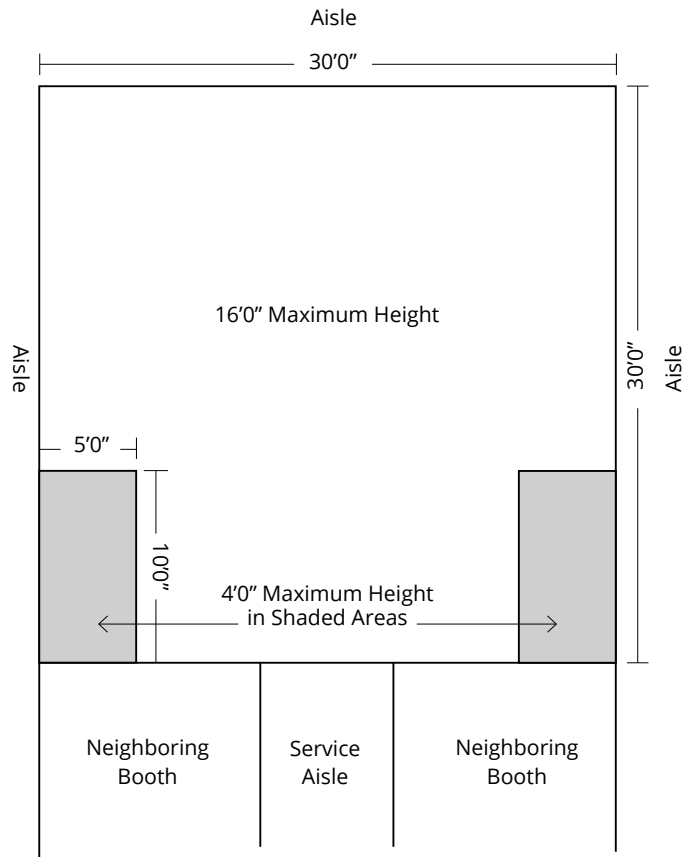 Aisle
30’0”
16’0” Maximum Height
Aisle
30’0”
Aisle
5’0”
10’0”
4’0” Maximum Height
in Shaded Areas
Neighboring
Booth
Service
Aisle
Neighboring
Booth